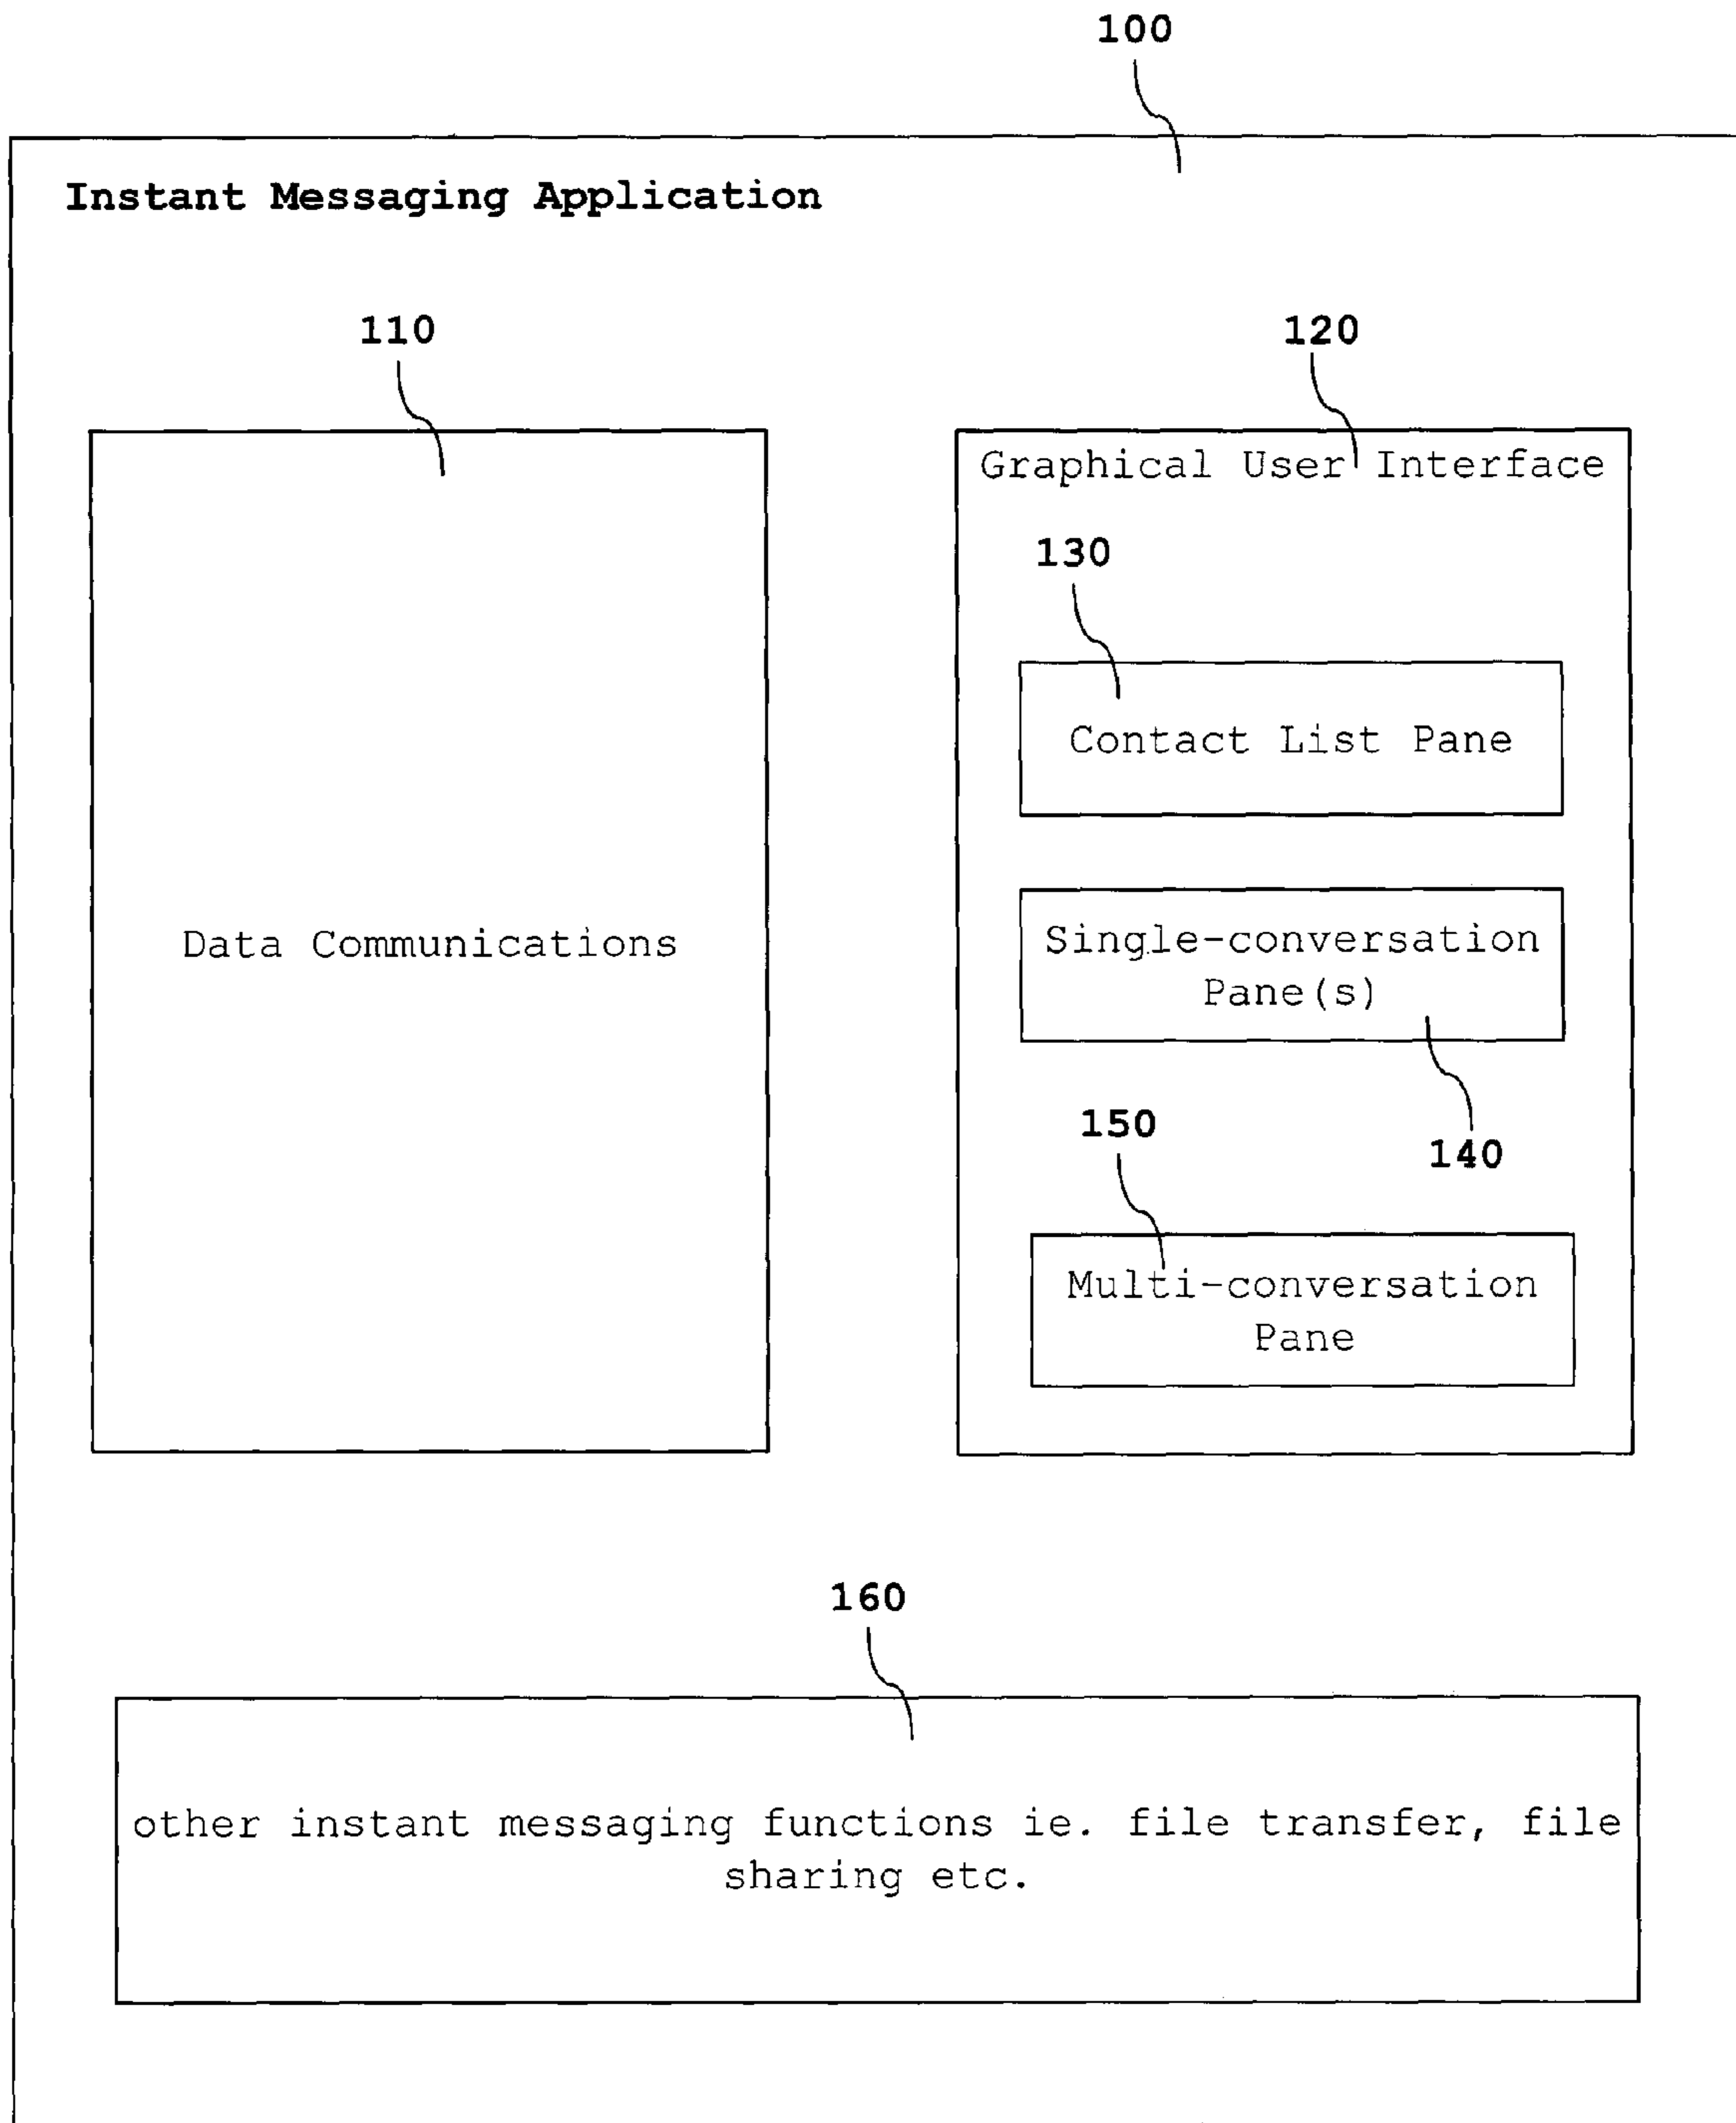 100
Instant Messaging Application
110
120
Graphical User Interface
130
Contact List Pane
Data Communications
Single-conversation
Pane(s)
140
150
Multi-conversation
Pane
160
other instant messaging functions ie. file transfer, file
sharing etc.